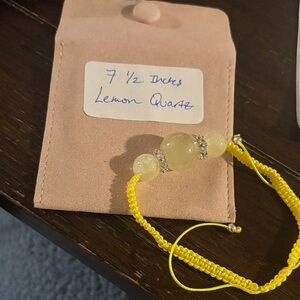 7 1/2 Inches
Lemon Quartz